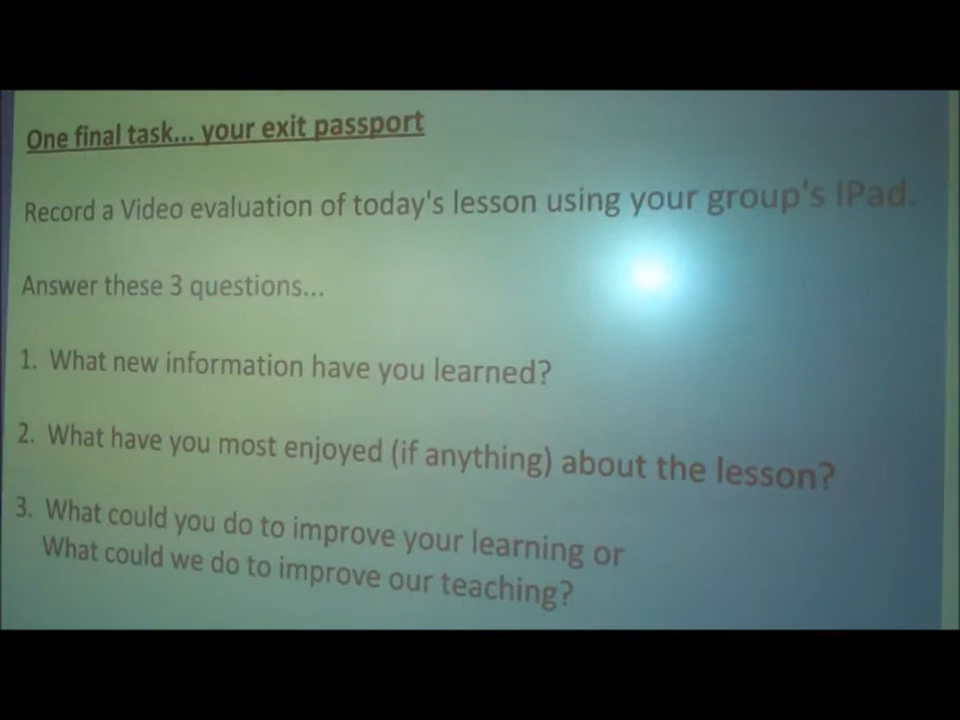 One final task... your exit passport
Record a Video evaluation of today's lesson using your group's IPad.
Answer these 3 questions...
1. What new information have you learned?
2. What have you most enjoyed (if anything) about the lesson?
3. What could you do to improve your learning or
What could we do to improve our teaching?